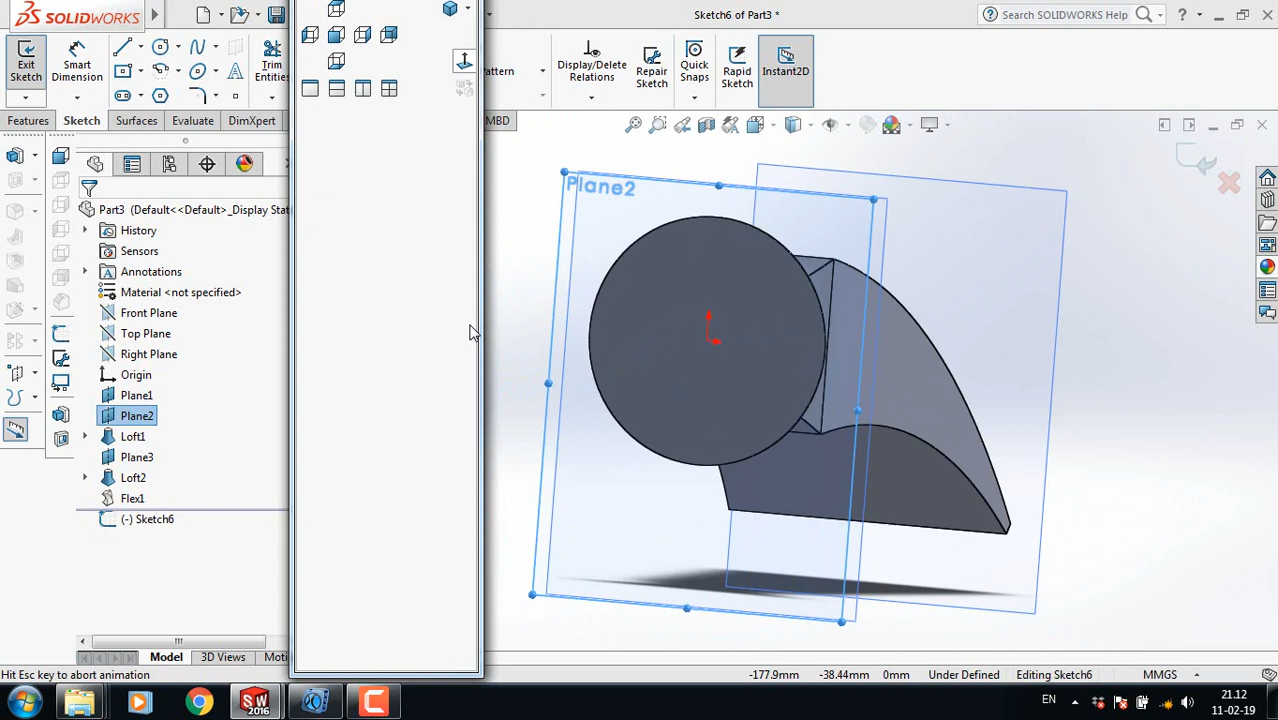 SOLIDWORKS
Sketch6 of Part3 *
Search SOLIDWORKS
Exit Sketch
Smart Dimension
Trim Entities
Pattern
Display/Delete Relations
Repair Sketch
Quick Snaps
Rapid Sketch
Instant2D
Features
Sketch
Surfaces
Evaluate
DimXpert
MBD
Part3 (Default<<Default>_Display Stat
History
Sensors
Annotations
Material <not specified>
Front Plane
Top Plane
Right Plane
Origin
Plane1
Plane2
Loft1
Plane3
Loft2
Flex1
(-) Sketch6
Plane2
Model
3D Views
Moti
Hit Esc key to abort animation
-177.9mm
-38.44mm
0mm
Under Defined
Editing Sketch6
MMGS
SW
2016
EN
21.12
11-02-19